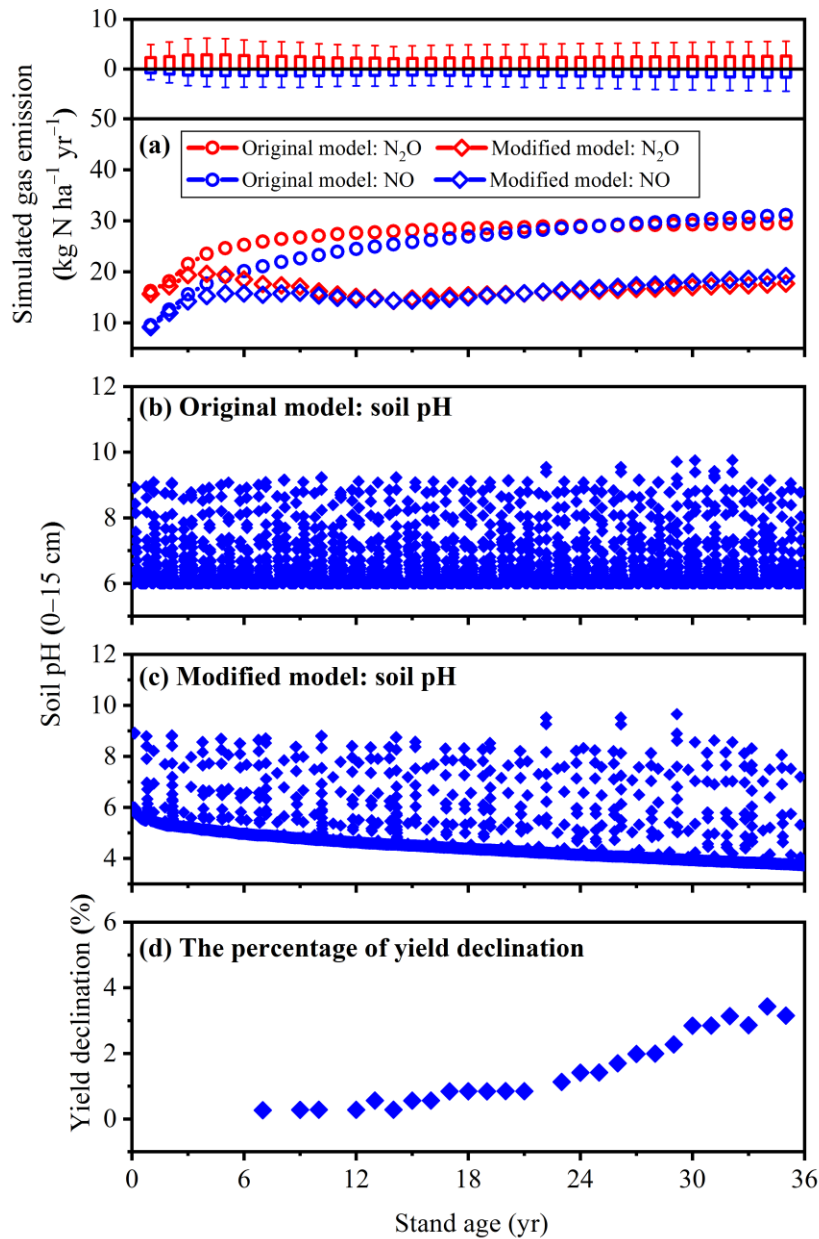 10
0
50
40
30
20
10
Simulated gas emission
(kg N ha⁻¹ yr⁻¹)
(a)
Original model: N₂O
Modified model: N₂O
Original model: NO
Modified model: NO
12
10
8
6
(b) Original model: soil pH
Soil pH (0–15 cm)
12
10
8
6
4
(c) Modified model: soil pH
6
4
2
0
Yield declination (%)
(d) The percentage of yield declination
0 6 12 18 24 30 36
Stand age (yr)